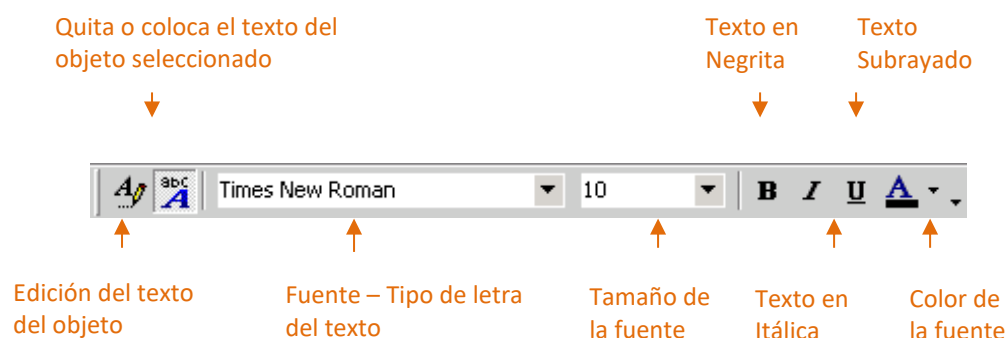 Quita o coloca el texto del
objeto seleccionado
Texto en
Negrita
Texto
Subrayado
A abc A Times New Roman 10 B I U A
Edición del texto
del objeto
Fuente – Tipo de letra
del texto
Tamaño de
la fuente
Texto en
Itálica
Color de
la fuente